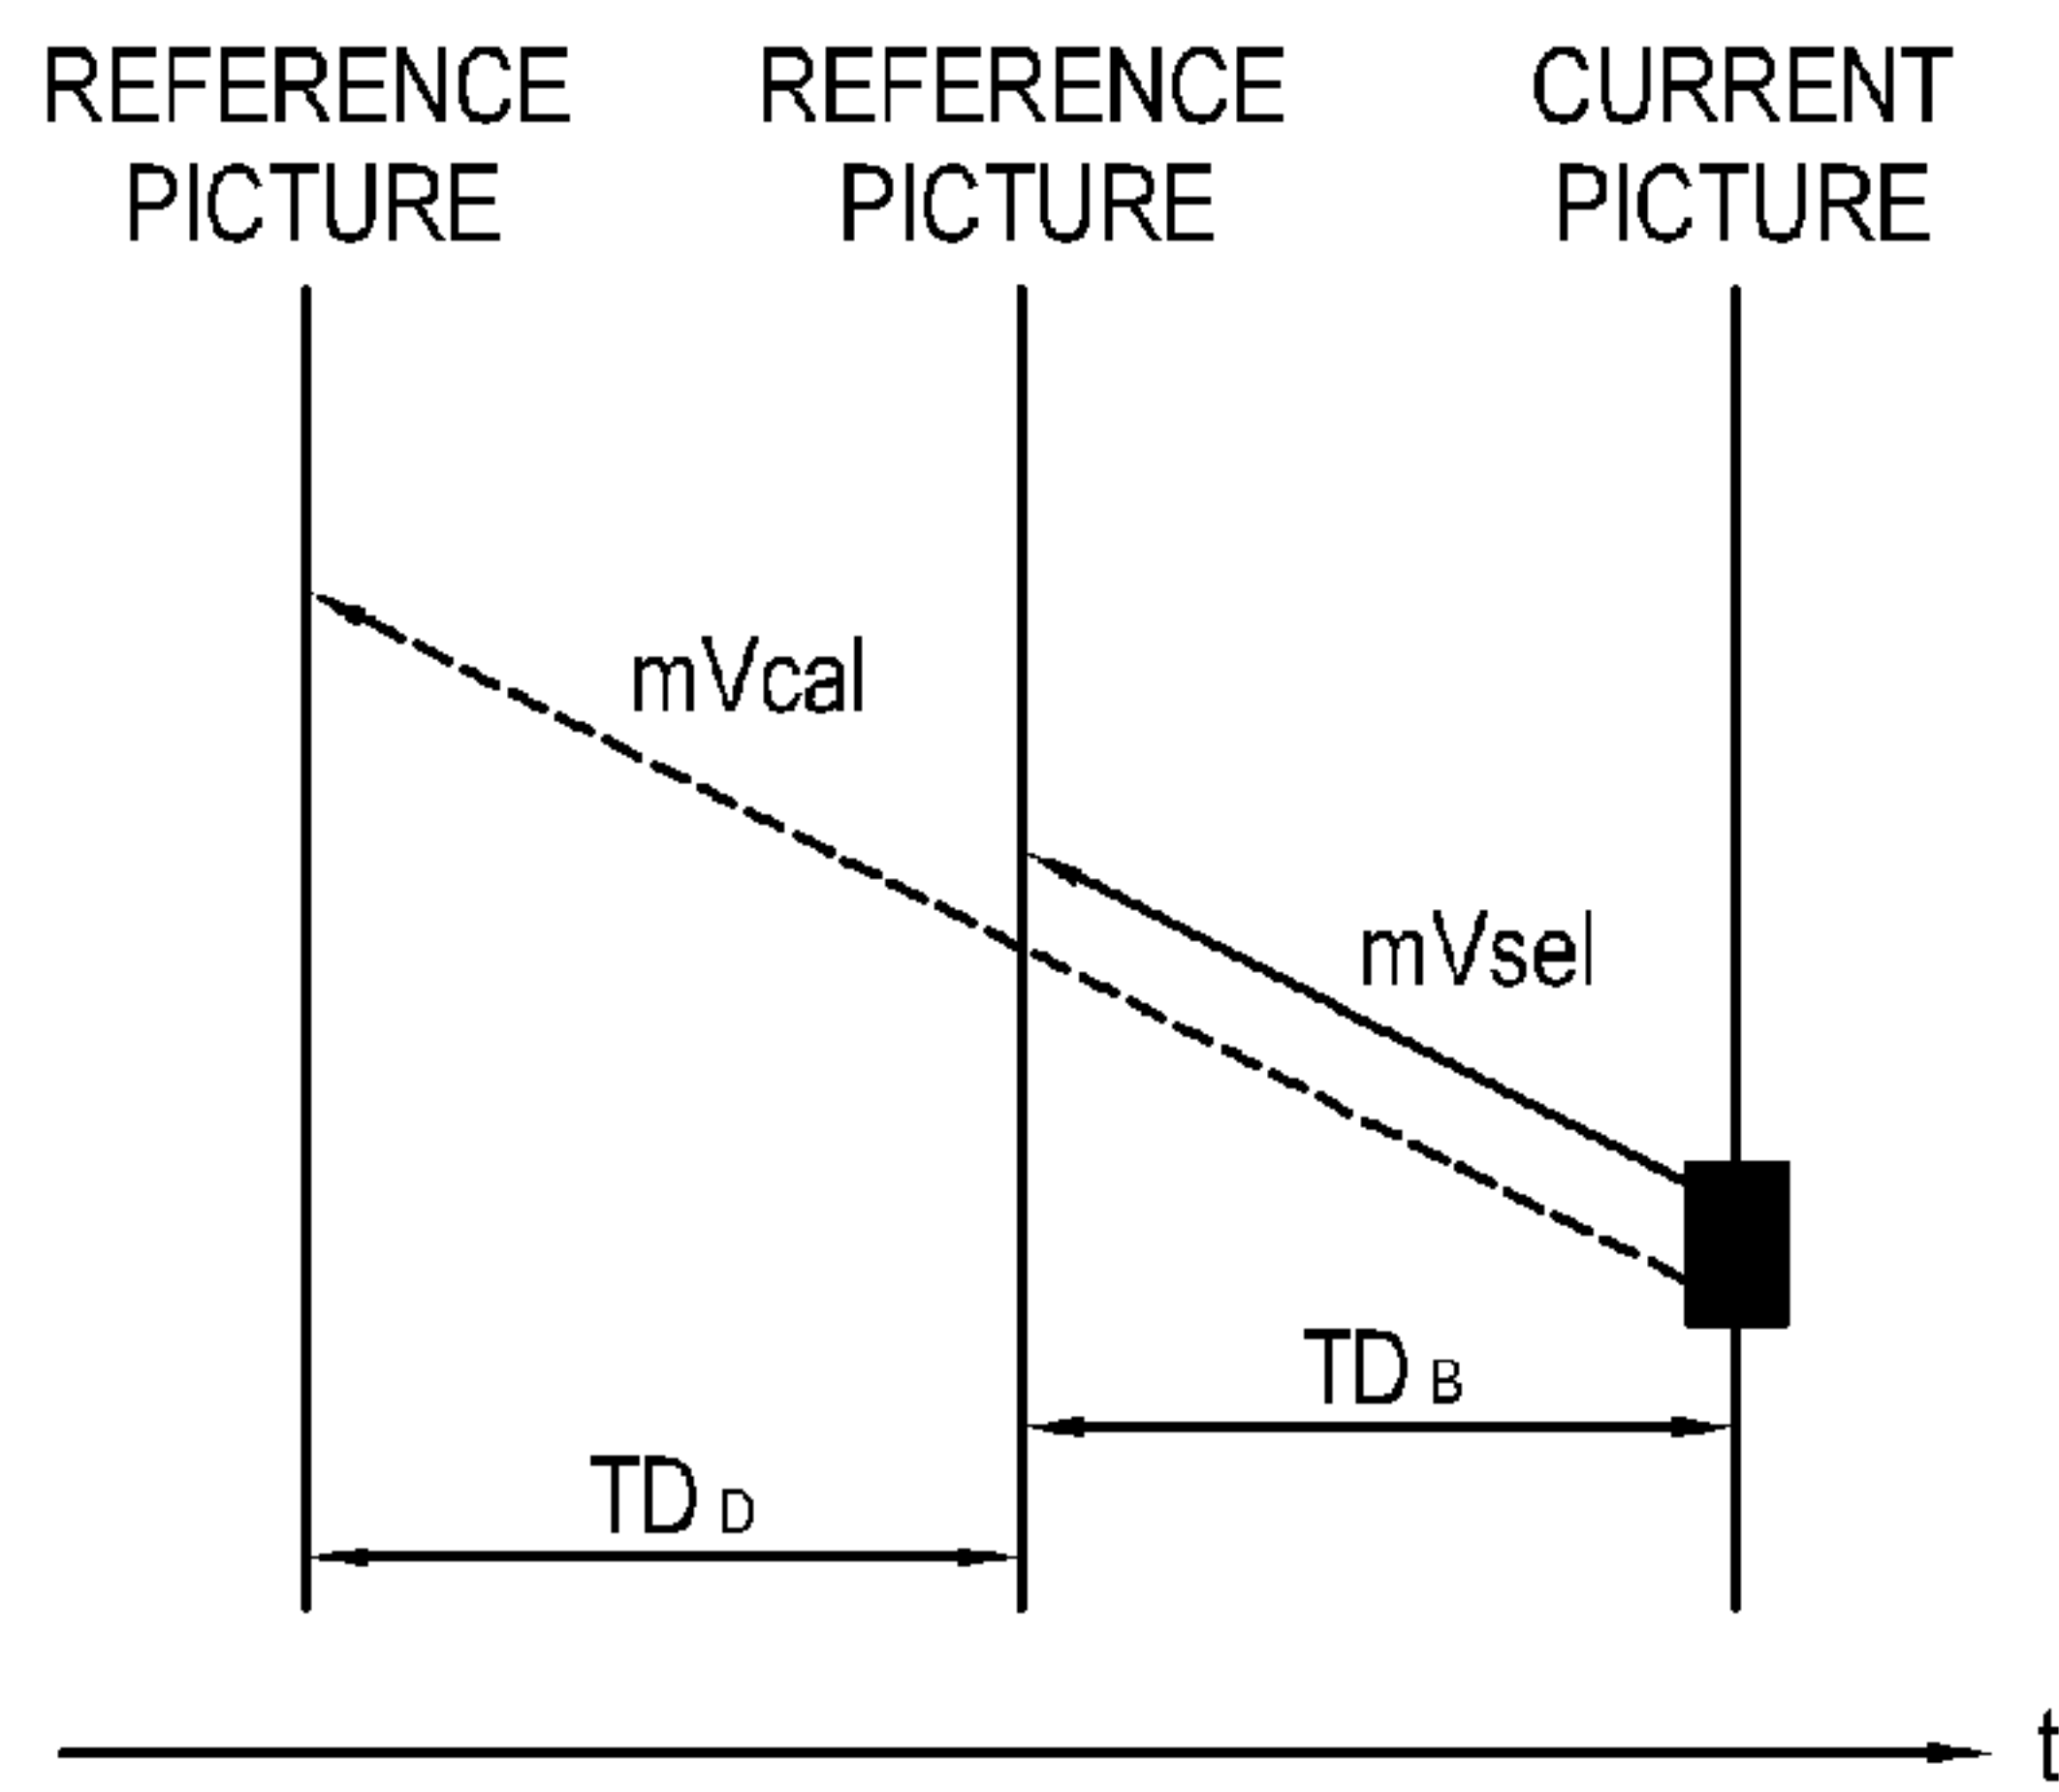 REFERENCE PICTURE
REFERENCE PICTURE
CURRENT PICTURE
mVcal
mVsel
TD B
TD D
t